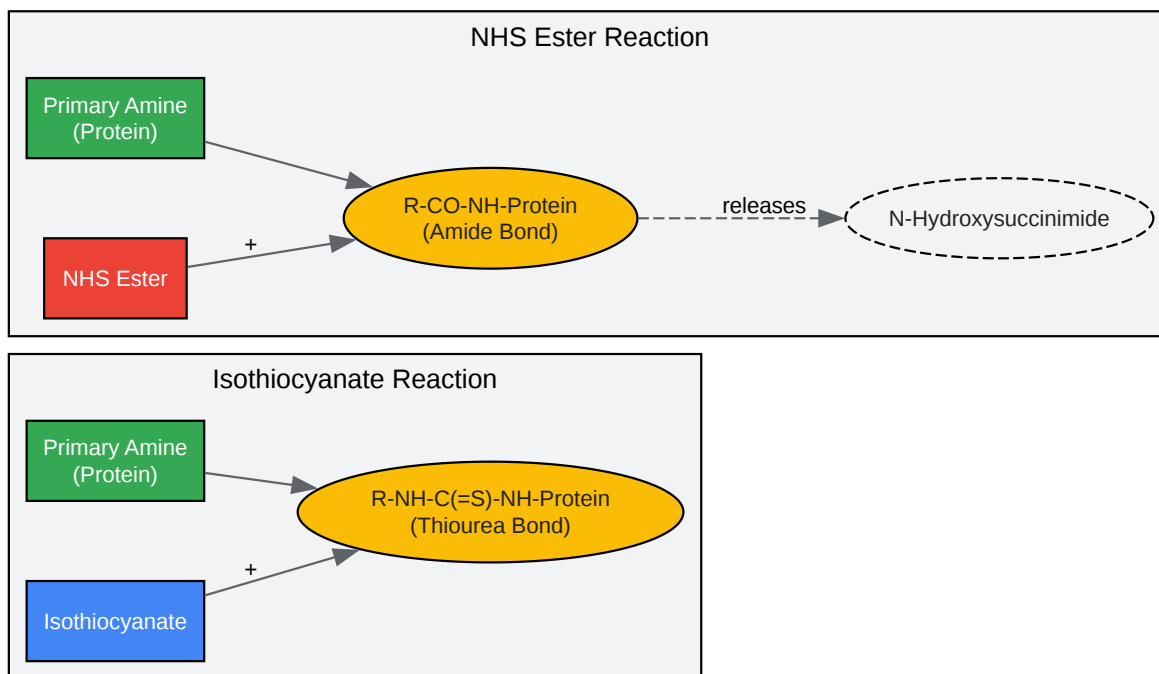 NHS Ester Reaction
Primary Amine
(Protein)
NHS Ester
+
R-CO-NH-Protein
(Amide Bond)
releases
N-Hydroxysuccinimide
Isothiocyanate Reaction
Primary Amine
(Protein)
Isothiocyanate
+
R-NH-C(=S)-NH-Protein
(Thiourea Bond)